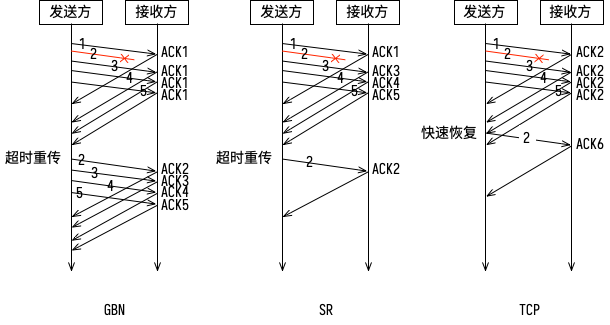 发送方 接收方 发送方 接收方 发送方 接收方
1 1 1
2 ACK1 2 ACK1 2 ACK2
3 3 3
ACK1 ACK3 ACK2
4 ACK1 4 ACK4 4 ACK2
5 ACK1 5 ACK5 5 ACK2
快速恢复 2
ACK6
超时重传 2 超时重传 2
3 ACK2 ACK2
4 ACK3
5 ACK4
ACK5
GBN SR TCP